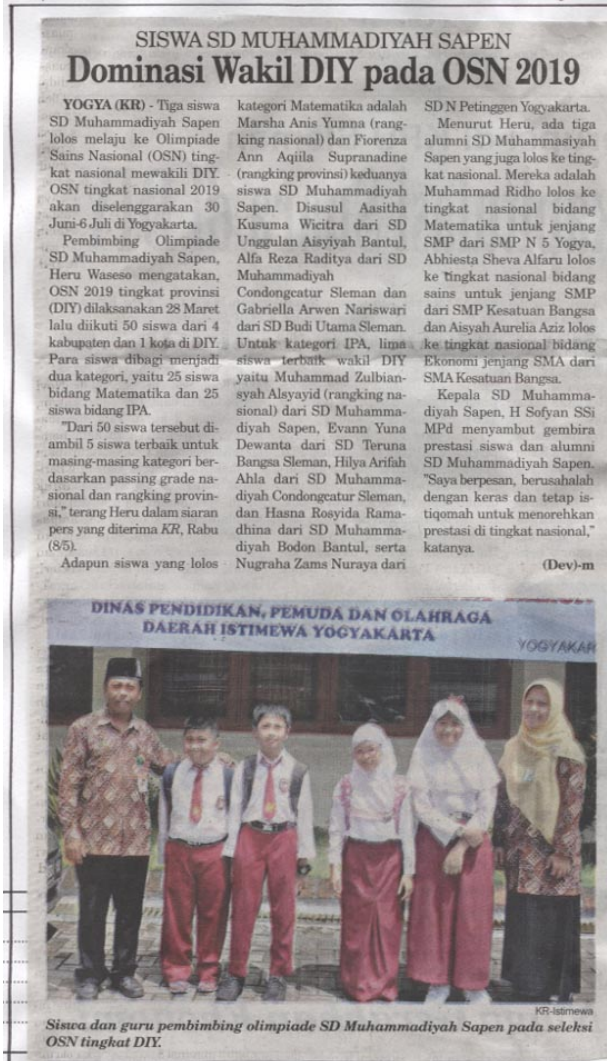 SISWA SD MUHAMMADIYAH SAPEN
Dominasi Wakil DIY pada OSN 2019
YOGYA (KR) - Tiga siswa
SD Muhammadiyah Sapen
lolos melaju ke Olimpiade
Sains Nasional (OSN) ting-
kat nasional mewakili DIY.
OSN tingkat nasional 2019
akan diselenggarakan 30
Juni-6 Juli di Yogyakarta.
Pembimbing Olimpiade
SD Muhammadiyah Sapen,
Heru Waseso mengatakan,
OSN 2019 tingkat provinsi
(DIY) dilaksanakan 28 Maret
lalu diikuti 50 siswa dari 4
kabupaten dan 1 kota di DIY.
Para siswa dibagi menjadi
dua kategori, yaitu 25 siswa
bidang Matematika dan 25
siswa bidang IPA.
"Dari 50 siswa tersebut di-
ambil 5 siswa terbaik untuk
masing-masing kategori ber-
dasarkan passing grade na-
sional dan rangking provin-
si," terang Heru dalam siaran
pers yang diterima KR, Rabu
(8/5).
Adapun siswa yang lolos
kategori Matematika adalah
Marsha Anis Yumna (rang-
king nasional) dan Fiorenza
Ann Aqiila Supranadine
(rangking provinsi) keduanya
siswa SD Muhammadiyah
Sapen. Disusul Aasitha
Kusuma Wicitra dari SD
Unggulan Aisyiyah Bantul,
Alfa Reza Raditya dari SD
Muhammadiyah
Condongcatur Sleman dan
Gabriella Arwen Nariswari
dari SD Budi Utama Sleman.
Untuk kategori IPA, lima
siswa terbaik wakil DIY
yaitu Muhammad Zulbian-
syah Alsyayid (rangking na-
sional) dari SD Muhamma-
diyah Sapen, Evann Yuna
Dewanta dari SD Teruna
Bangsa Sleman, Hilya Arifah
Ahla dari SD Muhamma-
diyah Condongcatur Sleman,
dan Hasna Rosyida Rama-
dhina dari SD Muhamma-
diyah Bodon Bantul, serta
Nugraha Zams Nuraya dari
SD N Petinggen Yogyakarta.
Menurut Heru, ada tiga
alumni SD Muhammasiyah
Sapen yang juga lolos ke ting-
kat nasional. Mereka adalah
Muhammad Ridho lolos ke
tingkat nasional bidang
Matematika untuk jenjang
SMP dari SMP N 5 Yogya,
Abhiesta Sheva Alfaru lolos
ke tingkat nasional bidang
sains untuk jenjang SMP
dari SMP Kesatuan Bangsa
dan Aisyah Aurelia Aziz lolos
ke tingkat nasional bidang
Ekonomi jenjang SMA dari
SMA Kesatuan Bangsa.
Kepala SD Muhamma-
diyah Sapen, H Sofyan SSi
MPd menyambut gembira
prestasi siswa dan alumni
SD Muhammadiyah Sapen.
"Saya berpesan, berusahalah
dengan keras dan tetap is-
tiqomah untuk menorehkan
prestasi di tingkat nasional,"
katanya.
(Dev)-m
DINAS PENDIDIKAN, PEMUDA DAN OLAHRAGA
DAERAH ISTIMEWA YOGYAKARTA
YOGYAKAR
KR-Istimewa
Siswa dan guru pembimbing olimpiade SD Muhammadiyah Sapen pada seleksi
OSN tingkat DIY.